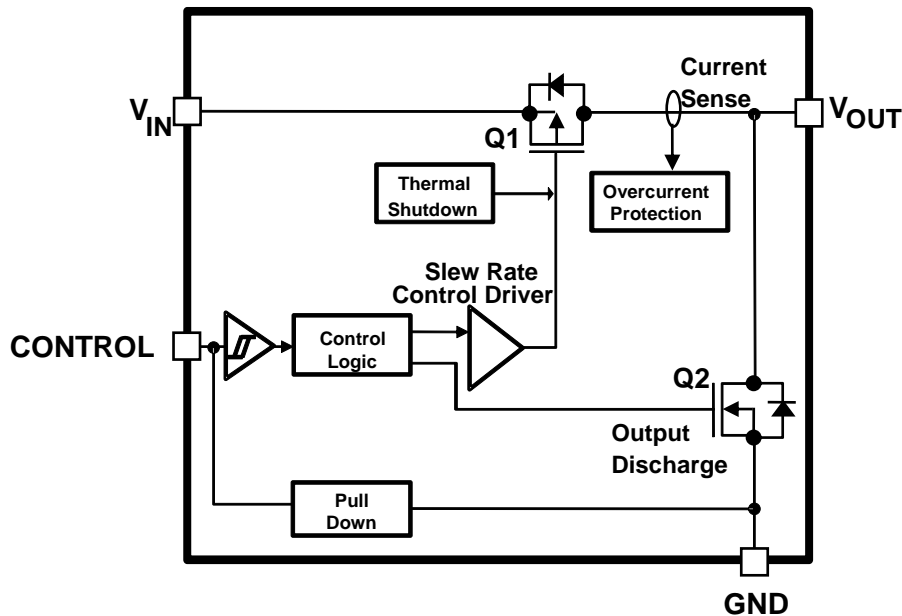 Current
Sense
VIN
VOUT
Q1
Thermal
Shutdown
Overcurrent
Protection
Slew Rate
Control Driver
CONTROL
Control
Logic
Q2
Output
Discharge
Pull
Down
GND